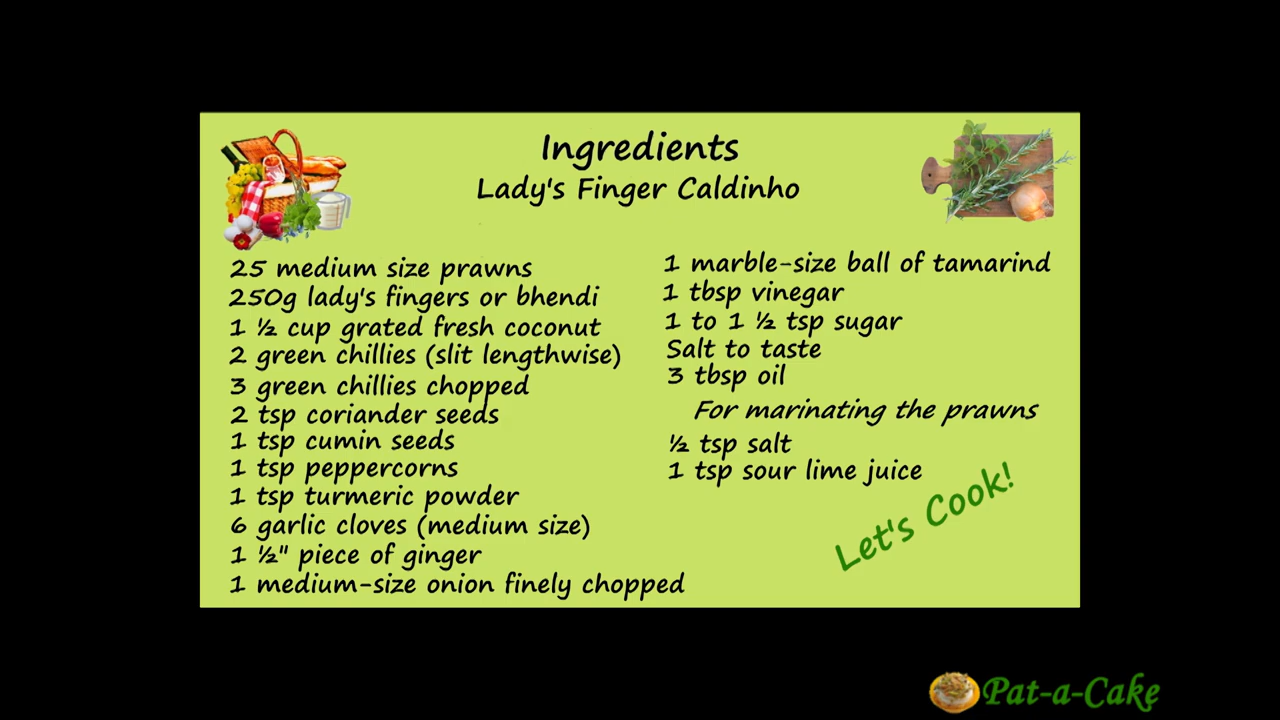 Ingredients
Lady's Finger Caldinho
25 medium size prawns
250g lady's fingers or bhendi
1 ½ cup grated fresh coconut
2 green chillies (slit lengthwise)
3 green chillies chopped
2 tsp coriander seeds
1 tsp cumin seeds
1 tsp peppercorns
1 tsp turmeric powder
6 garlic cloves (medium size)
1 ½" piece of ginger
1 medium-size onion finely chopped
1 marble-size ball of tamarind
1 tbsp vinegar
1 to 1 ½ tsp sugar
Salt to taste
3 tbsp oil
For marinating the prawns
½ tsp salt
1 tsp sour lime juice
Let's Cook!
Pat-a-Cake